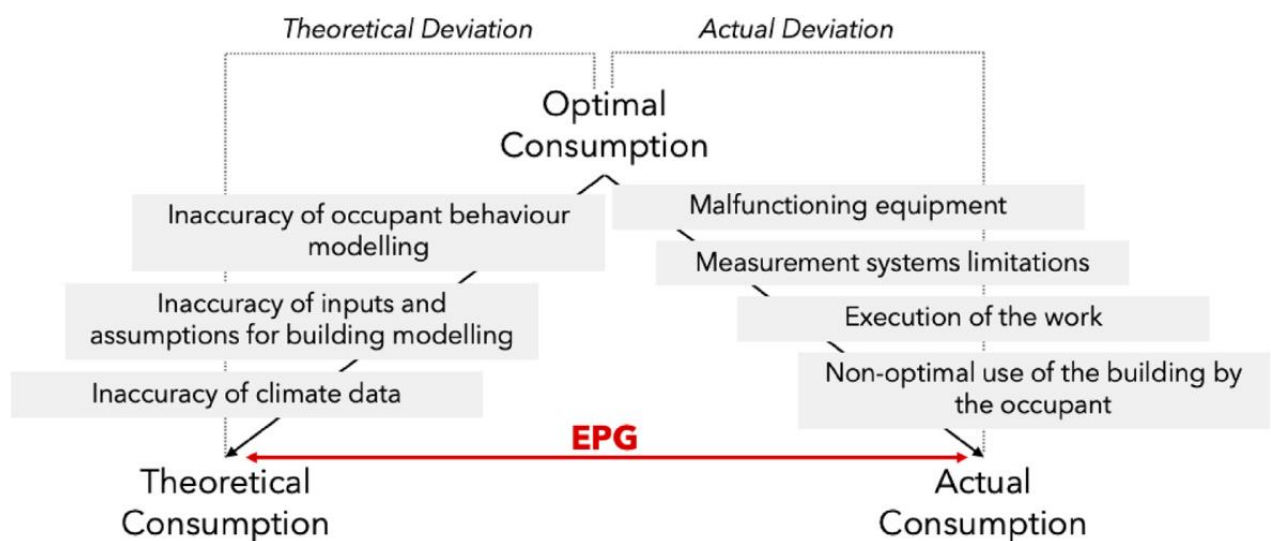 Theoretical Deviation
Actual Deviation
Optimal
Consumption
Inaccuracy of occupant behaviour
modelling
Inaccuracy of inputs and
assumptions for building modelling
Inaccuracy of climate data
Malfunctioning equipment
Measurement systems limitations
Execution of the work
Non-optimal use of the building by
the occupant
EPG
Theoretical
Consumption
Actual
Consumption